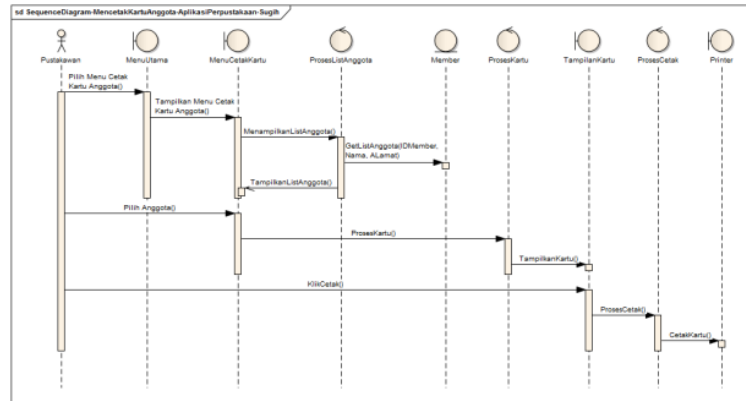 sd SequenceDiagram-MencetakKartuAnggota-AplikasiPerpustakaan-Sugih
Pustakawan
MenuUtama
MenuCetakKartu
ProsesListAnggota
Member
ProsesKartu
TampilanKartu
ProsesCetak
Printer
Pilih Menu Cetak
Kartu Anggota()
Tampilkan Menu Cetak
Kartu Anggota()
MenampilkanListAnggota()
GetListAnggota(IDMember,
Nama, ALamat)
TampilkanListAnggota()
Pilih Anggota()
ProsesKartu()
TampilkanKartu()
KlikCetak()
ProsesCetak()
CetakKartu()